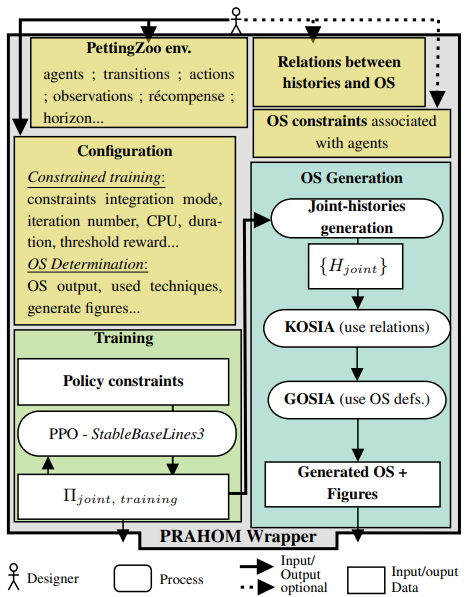 PettingZoo env.
agents ; transitions ; actions
; observations ; récompense ;
horizon...
Relations between
histories and OS
OS constraints associated
with agents
Configuration
Constrained training:
constraints integration mode,
iteration number, CPU, dura-
tion, threshold reward...
OS Determination:
OS output, used techniques,
generate figures...
Training
Policy constraints
PPO - StableBaseLines3
Π_{joint, training}
OS Generation
Joint-histories
generation
{H_{joint}}
KOSIA (use relations)
GOSIA (use OS defs.)
Generated OS +
Figures
PRAHOM Wrapper
Designer
Process
Input/
Output
optional
Input/ouput
Data